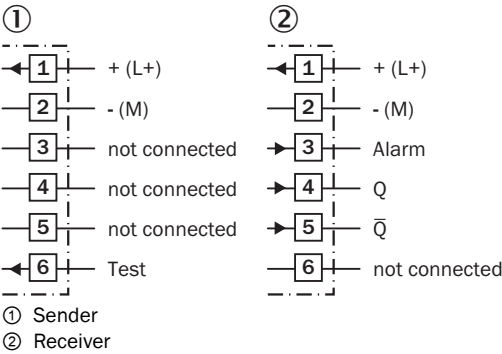 ① ②
1 + (L+)
2 - (M)
3 not connected
4 not connected
5 not connected
6 Test
1 + (L+)
2 - (M)
3 Alarm
4 Q
5 Q̅
6 not connected
① Sender
② Receiver